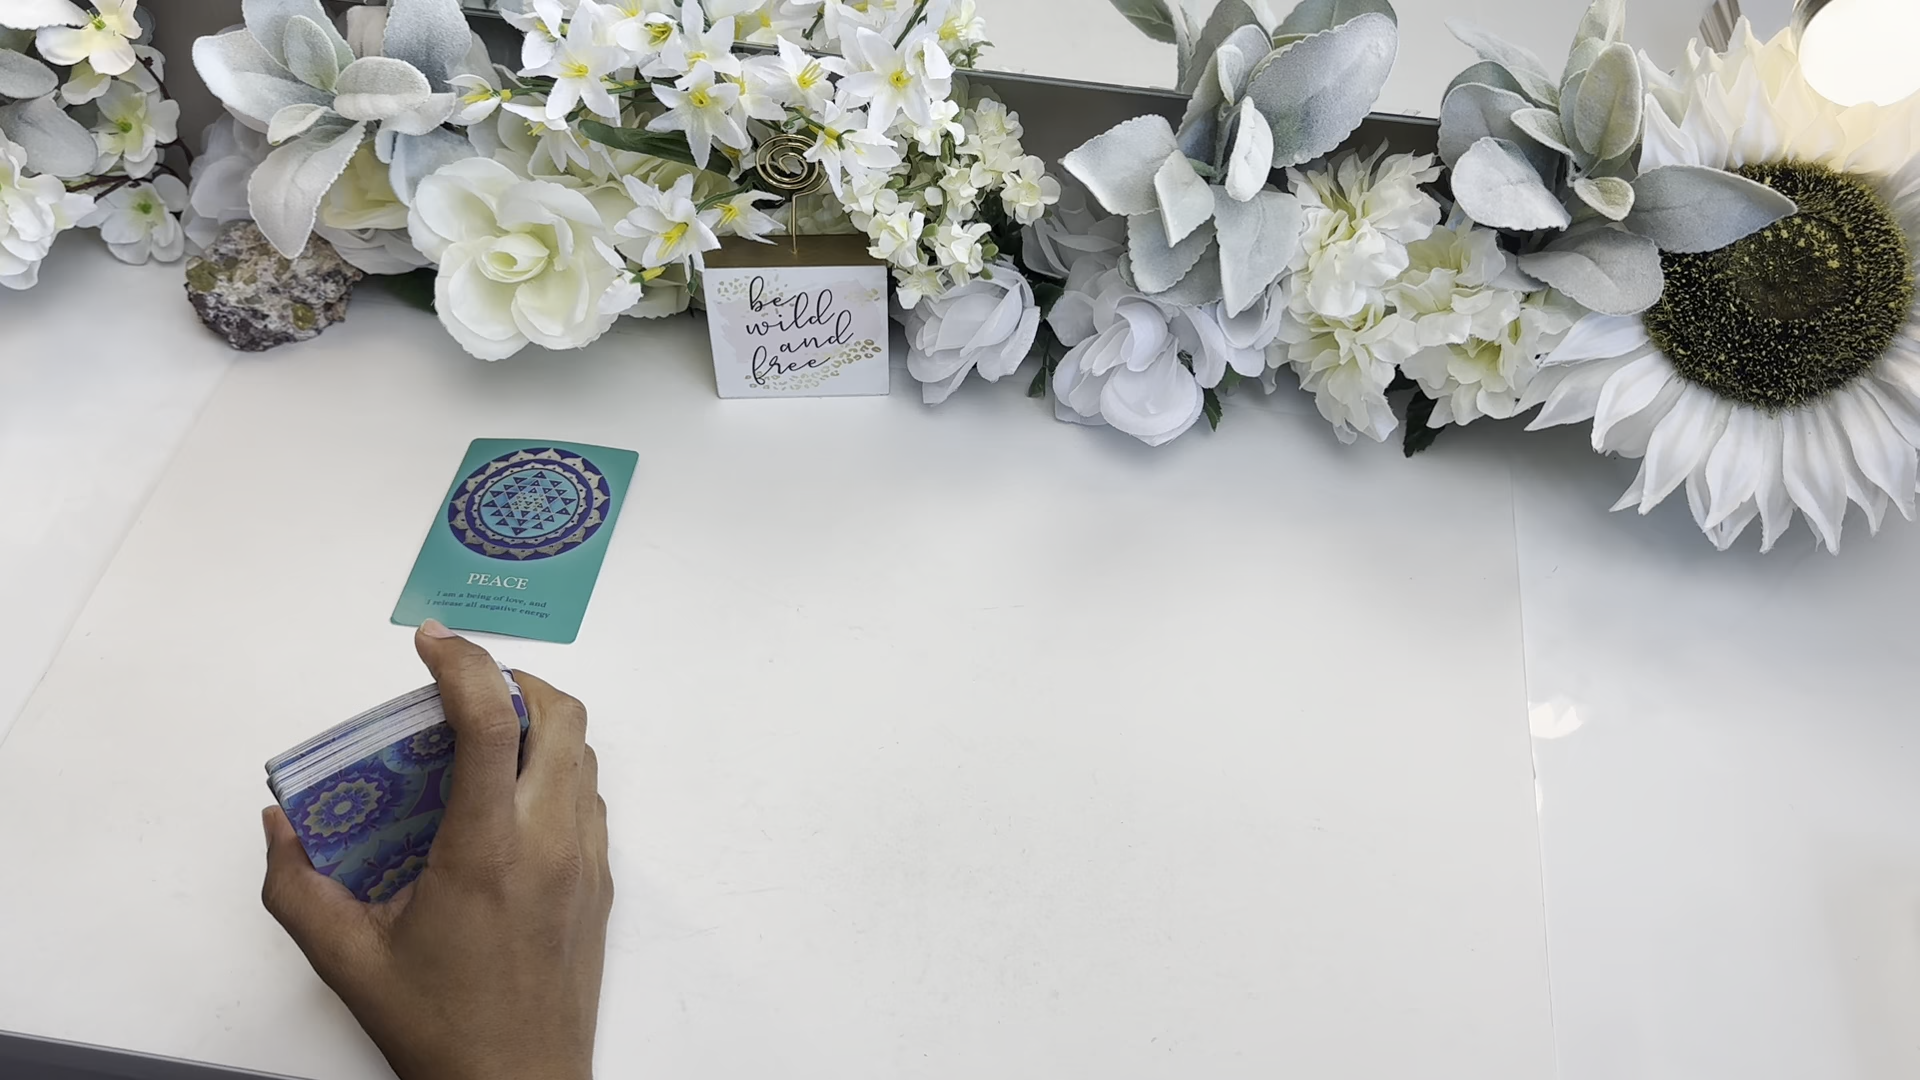 be
wild
and
free
PEACE
I am a being of love, and
I release all negative energy